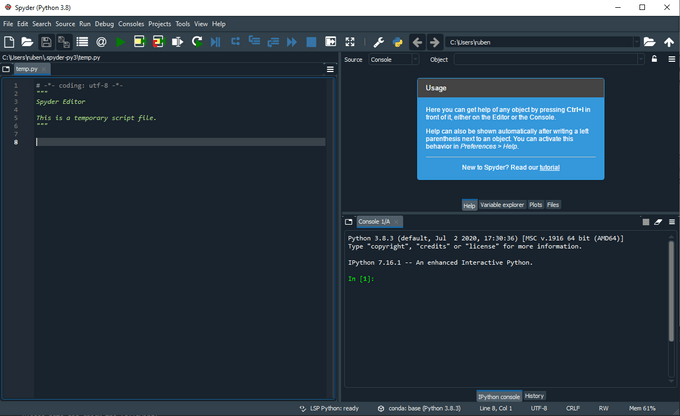 Spyder (Python 3.8)
File Edit Search Source Run Debug Consoles Projects Tools View Help
C:\Users\ruben
C:\Users\ruben\.spyder-py3\temp.py
temp.py
1 # -*- coding: utf-8 -*-
2 """
3 Spyder Editor
4
5 This is a temporary script file.
6 """
7
8
Source Console Object
Usage
Here you can get help of any object by pressing Ctrl+I in
front of it, either on the Editor or the Console.
Help can also be shown automatically after writing a left
parenthesis next to an object. You can activate this
behavior in Preferences > Help.
New to Spyder? Read our tutorial
Help Variable explorer Plots Files
Console 1/A
Python 3.8.3 (default, Jul  2 2020, 17:30:36) [MSC v.1916 64 bit (AMD64)]
Type "copyright", "credits" or "license" for more information.
IPython 7.16.1 -- An enhanced Interactive Python.
In [1]:
IPython console History
LSP Python: ready conda: base (Python 3.8.3) Line 8, Col 1 UTF-8 CRLF RW Mem 61%